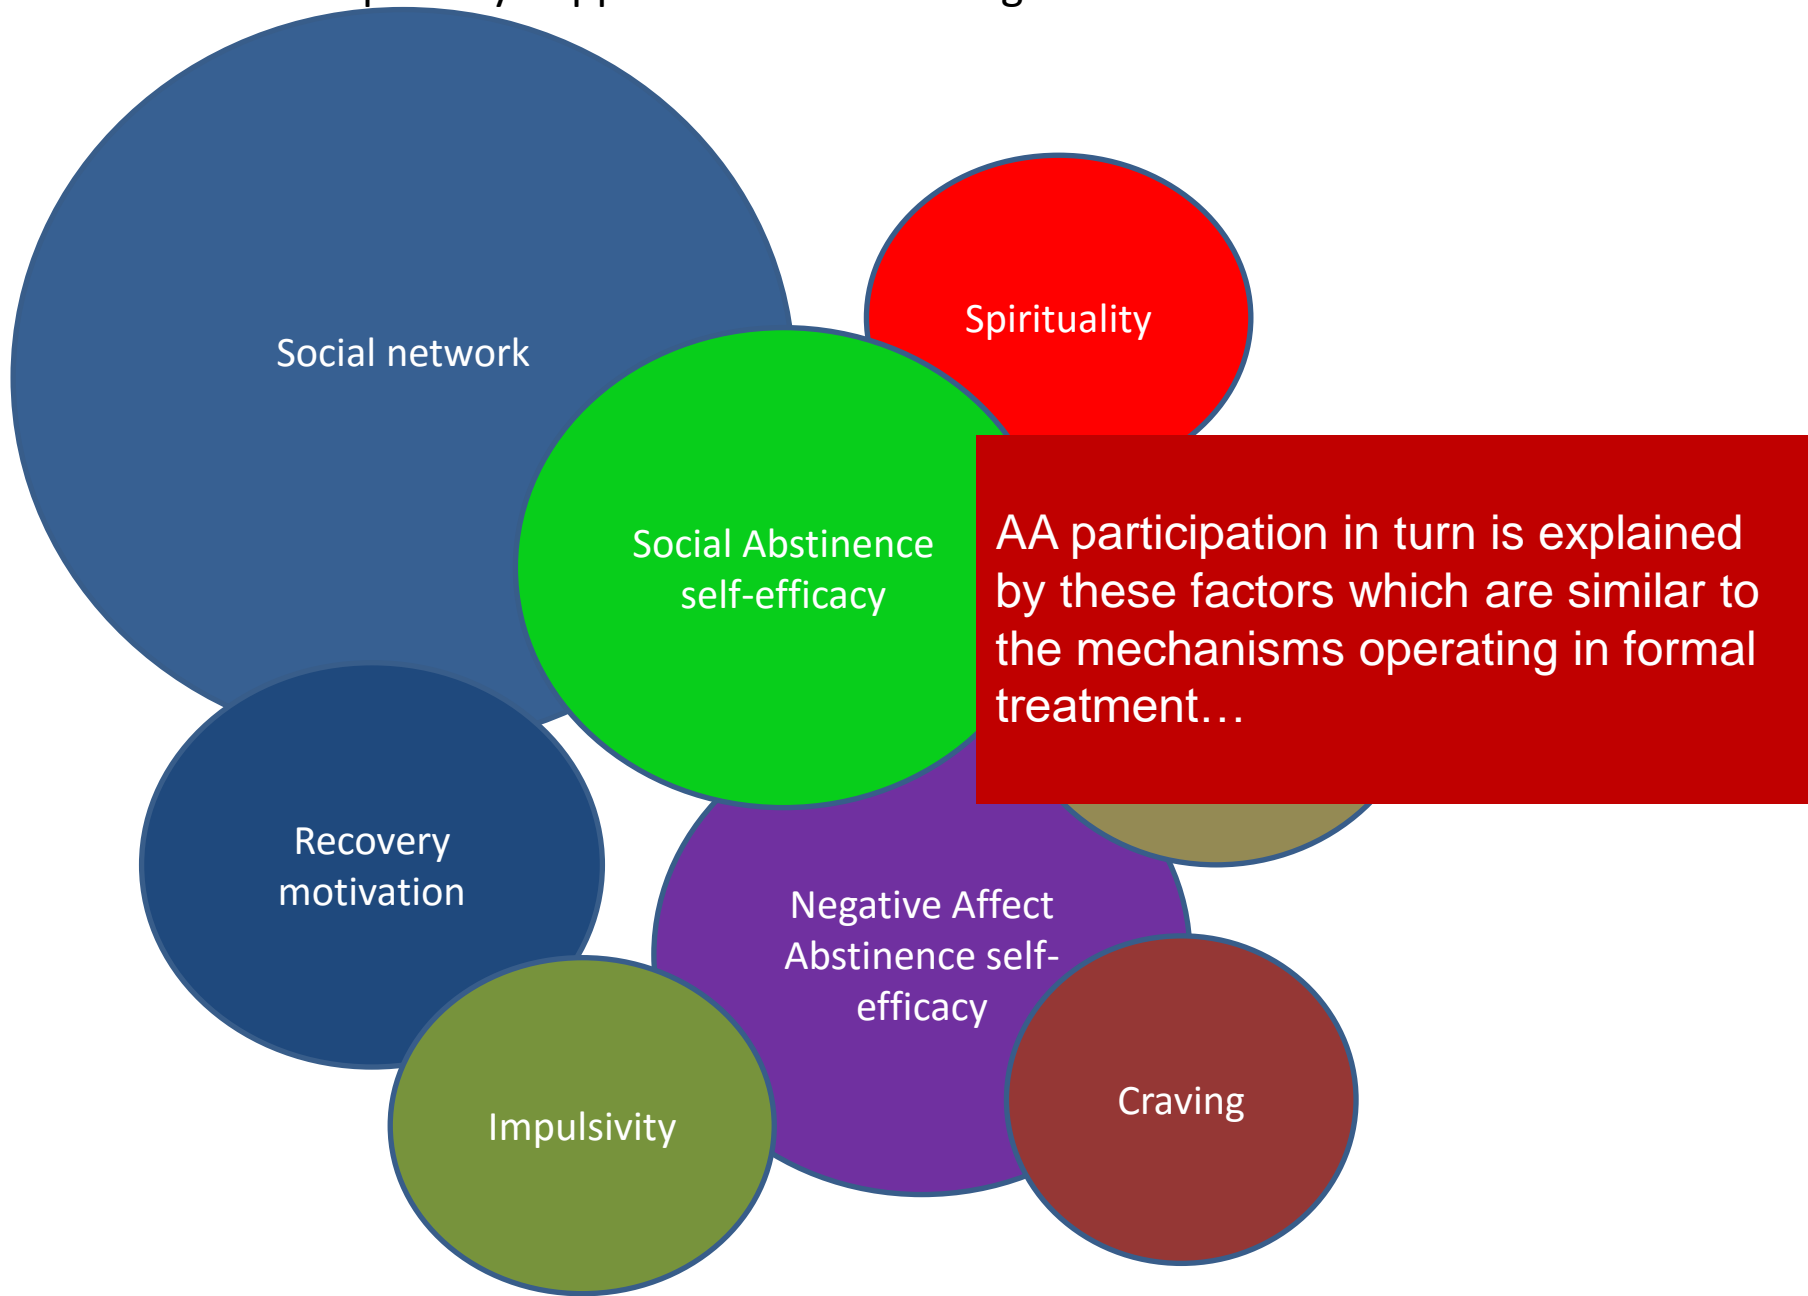 Social network
Spirituality
Social Abstinence
self-efficacy
AA participation in turn is explained
by these factors which are similar to
the mechanisms operating in formal
treatment…
Recovery
motivation
Negative Affect
Abstinence self-
efficacy
Craving
Impulsivity